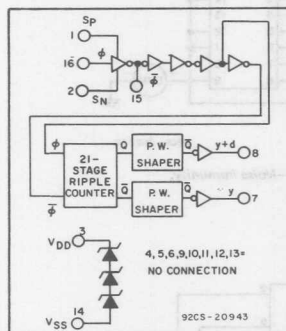 SP
1
ϕ
16
2
SN
15
ϕ̅
ϕ
21-
STAGE
RIPPLE
COUNTER
ϕ̅
Q
P. W.
SHAPER
Q̅
y+d
8
Q̅
P. W.
SHAPER
Q̅
y
7
3
VDD
14
VSS
4,5,6,9,10,11,12,13=
NO CONNECTION
92CS-20943